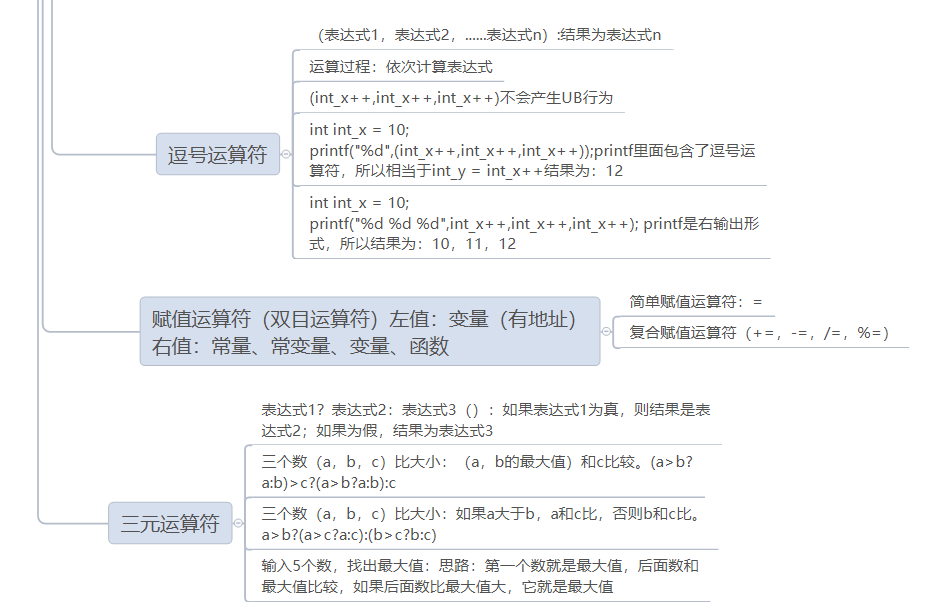 （表达式1，表达式2，......表达式n）:结果为表达式n
运算过程：依次计算表达式
(int_x++,int_x++,int_x++)不会产生UB行为
int int_x = 10;
printf("%d",(int_x++,int_x++,int_x++));printf里面包含了逗号运
算符，所以相当于int_y = int_x++结果为：12
逗号运算符
int int_x = 10;
printf("%d %d %d",int_x++,int_x++,int_x++); printf是右输出形
式，所以结果为：10，11，12
赋值运算符（双目运算符）左值：变量（有地址）
右值：常量、常变量、变量、函数
简单赋值运算符：=
复合赋值运算符（+=，-=，/=，%=）
表达式1？表达式2：表达式3（）：如果表达式1为真，则结果是表
达式2；如果为假，结果为表达式3
三个数（a，b，c）比大小：（a，b的最大值）和c比较。(a>b?
a:b)>c?(a>b?a:b):c
三元运算符
三个数（a，b，c）比大小：如果a大于b，a和c比，否则b和c比。
a>b?(a>c?a:c):(b>c?b:c)
输入5个数，找出最大值：思路：第一个数就是最大值，后面数和
最大值比较，如果后面数比最大值大，它就是最大值